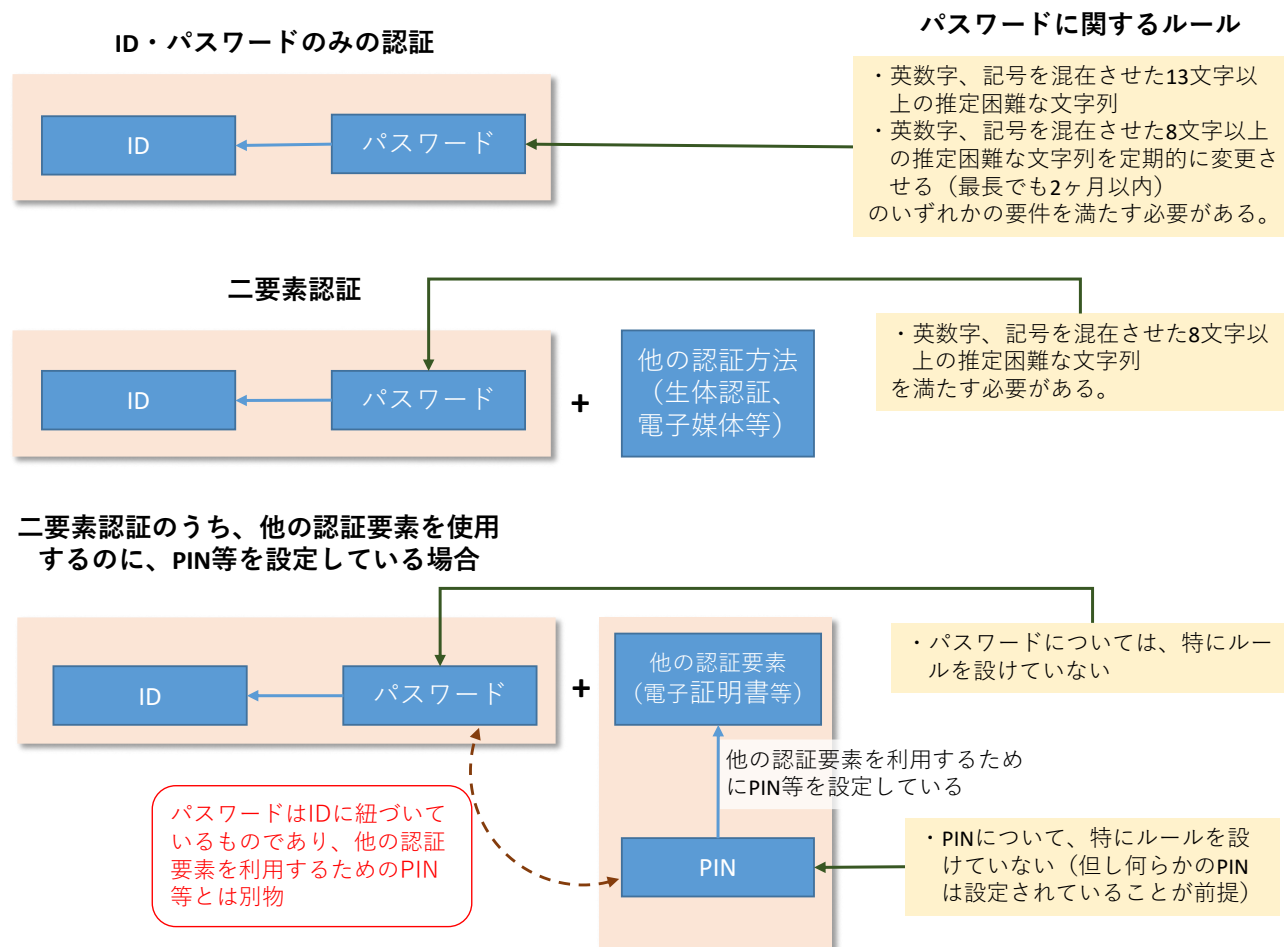 ID・パスワードのみの認証
パスワードに関するルール
ID
パスワード
・英数字、記号を混在させた13文字以
上の推定困難な文字列
・英数字、記号を混在させた8文字以上
の推定困難な文字列を定期的に変更さ
せる（最長でも2ヶ月以内）
のいずれかの要件を満たす必要がある。
二要素認証
ID
パスワード
+
他の認証方法
（生体認証、
電子媒体等）
・英数字、記号を混在させた8文字以
上の推定困難な文字列
を満たす必要がある。
二要素認証のうち、他の認証要素を使用
するのに、PIN等を設定している場合
ID
パスワード
+
他の認証要素
（電子証明書等）
・パスワードについては、特にルー
ルを設けていない
他の認証要素を利用するため
にPIN等を設定している
パスワードはIDに紐づいて
いるものであり、他の認証
要素を利用するためのPIN
等とは別物
PIN
・PINについて、特にルールを設
けていない（但し何らかのPIN
は設定されていることが前提）